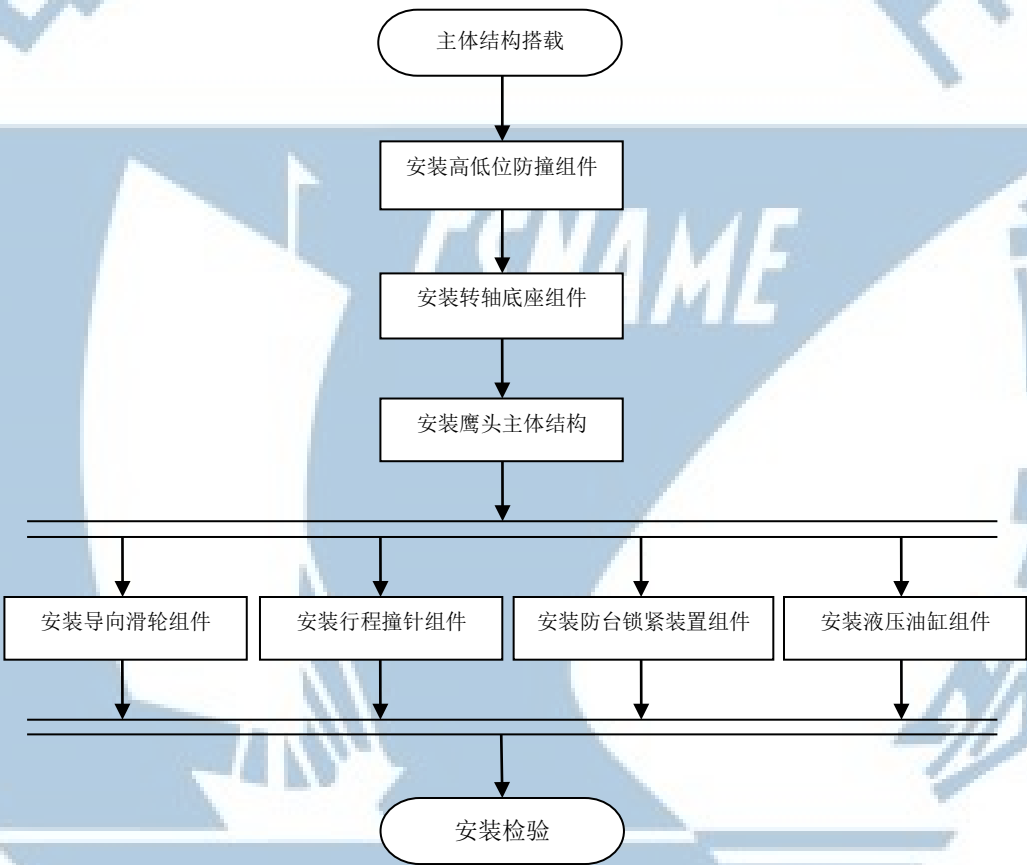 主体结构搭载
安装高低位防撞组件
CSNAME
安装转轴底座组件
安装鹰头主体结构
安装导向滑轮组件
安装行程撞针组件
安装防台锁紧装置组件
安装液压油缸组件
安装检验